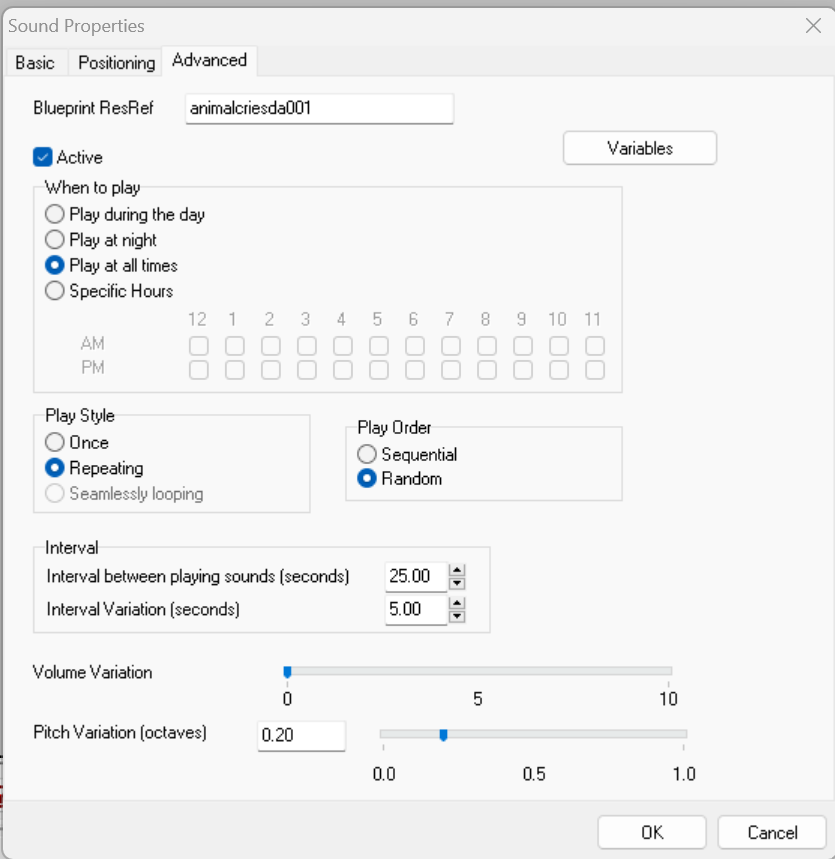 Sound Properties
Basic Positioning Advanced
Blueprint ResRef animalcriesda001
Active
Variables
When to play
Play during the day
Play at night
Play at all times
Specific Hours
12 1 2 3 4 5 6 7 8 9 10 11
AM
PM
Play Style
Once
Repeating
Seamlessly looping
Play Order
Sequential
Random
Interval
Interval between playing sounds (seconds) 25.00
Interval Variation (seconds) 5.00
Volume Variation
0 5 10
Pitch Variation (octaves) 0.20
0.0 0.5 1.0
OK Cancel